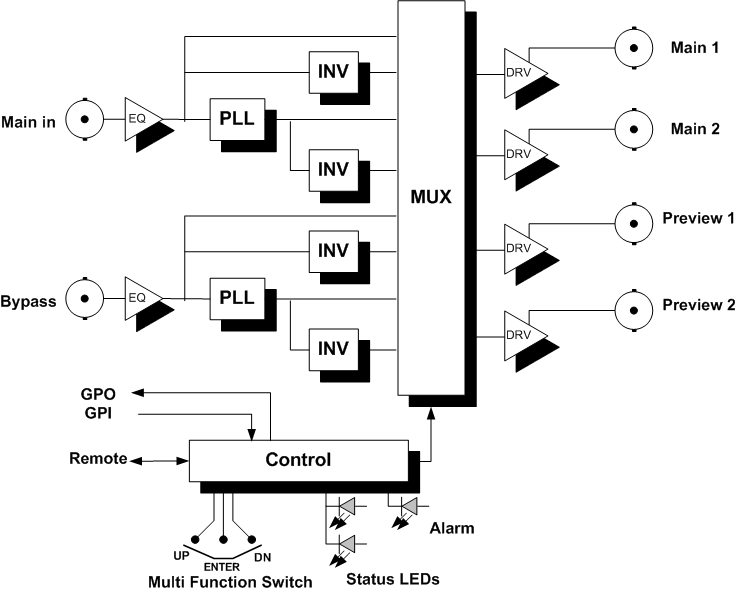 INV
MUX
DRV
Main 1
Main in
EQ
PLL
INV
DRV
Main 2
INV
DRV
Preview 1
Bypass
EQ
PLL
INV
DRV
Preview 2
GPO
GPI
Remote
Control
Alarm
UP
ENTER
DN
Multi Function Switch
Status LEDs